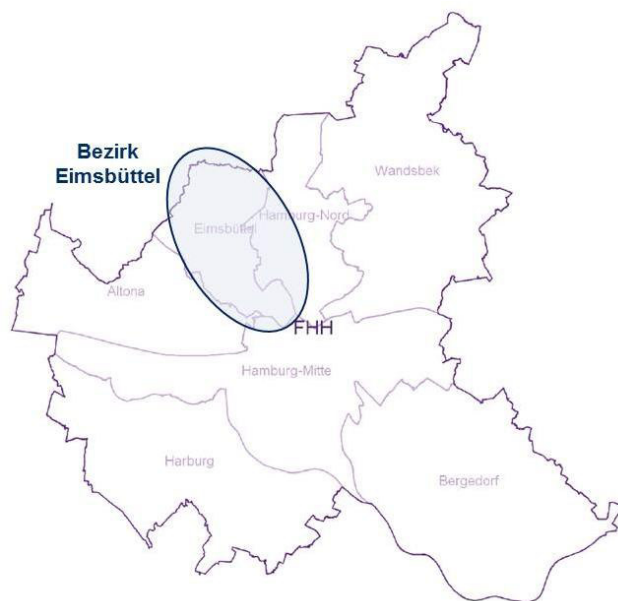 Bezirk
Eimsbüttel
Wandsbek
Hamburg-Nord
Eimsbüttel
Altona
FHH
Hamburg-Mitte
Harburg
Bergedorf